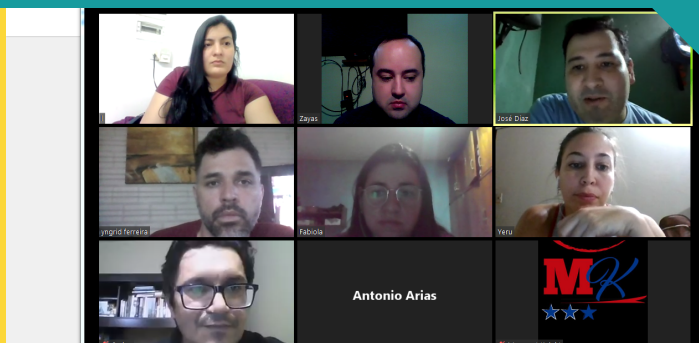 Zayas
José Díaz
yngrid ferreira
Fabiola
Yeru
Antonio Arias
MK